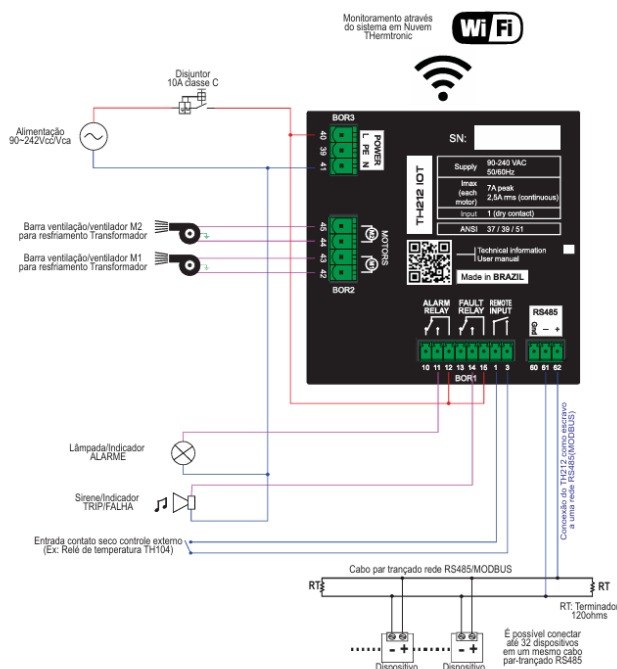 Monitoramento através
do sistema em Nuvem
THermtronic
Wi Fi
Disjuntor
10A classe C
Alimentação
90~242Vcc/Vca
BOR3
40
39
41
L PE N
POWER
SN:
TH212 IOT
Supply
90-240 VAC
50/60Hz
Imax
(each
motor)
7A peak
2,5A rms (continuous)
Input
1 (dry contact)
ANSI
37 / 39 / 51
Technical information
User manual
Made in BRAZIL
Barra ventilação/ventilador M2
para resfriamento Transformador
Barra ventilação/ventilador M1
para resfriamento Transformador
45
44
43
42
M2
M1
MOTORS
BOR2
ALARM
RELAY
FAULT
RELAY
REMOTE
INPUT
RS485
Gnd
–
+
10 11 12 13 14 15 1 3
60 61 62
BOR1
Lâmpada/Indicador
ALARME
Sirene/Indicador
TRIP/FALHA
Entrada contato seco controle externo
(Ex: Relé de temperatura TH104)
Conoexão do TH212 como escravo
a uma rede RS485(MODBUS)
Cabo par trançado rede RS485/MODBUS
RT
RT
RT: Terminador
120ohms
- +
- +
Dispositivo
Dispositivo
É possível conectar
até 32 dispositivos
em um mesmo cabo
par-trançado RS485